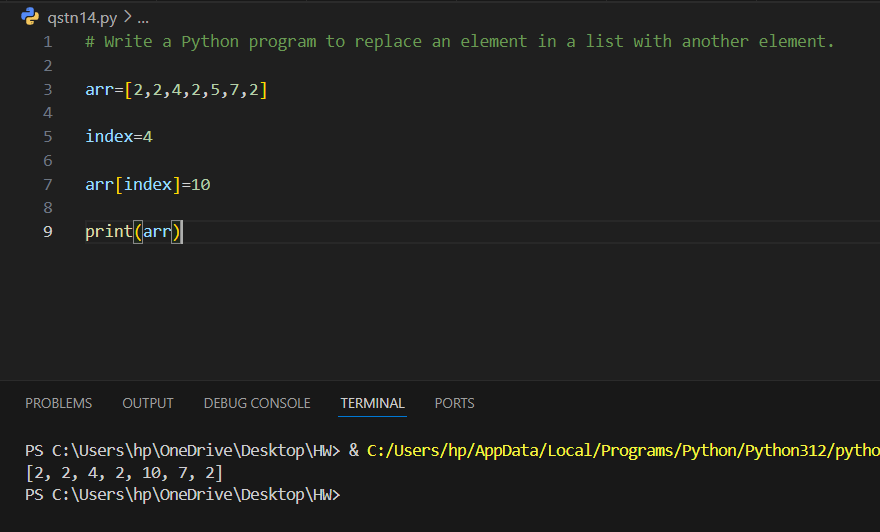 qstn14.py > ...
1 # Write a Python program to replace an element in a list with another element.
2
3 arr=[2,2,4,2,5,7,2]
4
5 index=4
6
7 arr[index]=10
8
9 print(arr)
PROBLEMS OUTPUT DEBUG CONSOLE TERMINAL PORTS
PS C:\Users\hp\OneDrive\Desktop\HW> & C:/Users/hp/AppData/Local/Programs/Python/Python312/pytho
[2, 2, 4, 2, 10, 7, 2]
PS C:\Users\hp\OneDrive\Desktop\HW>